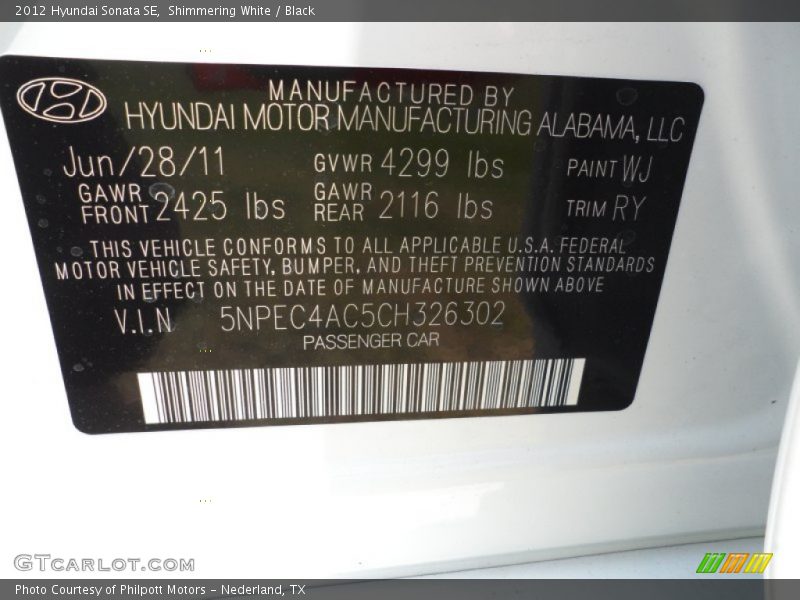 2012 Hyundai Sonata SE,  Shimmering White / Black
MANUFACTURED BY
HYUNDAI MOTOR MANUFACTURING ALABAMA, LLC
Jun/28/11 GVWR 4299 lbs PAINT WJ
GAWR FRONT 2425 lbs GAWR REAR 2116 lbs TRIM RY
THIS VEHICLE CONFORMS TO ALL APPLICABLE U.S.A. FEDERAL
MOTOR VEHICLE SAFETY, BUMPER, AND THEFT PREVENTION STANDARDS
IN EFFECT ON THE DATE OF MANUFACTURE SHOWN ABOVE
V.I.N 5NPEC4AC5CH326302
PASSENGER CAR
GTCARLOT.COM
Photo Courtesy of Philpott Motors - Nederland, TX